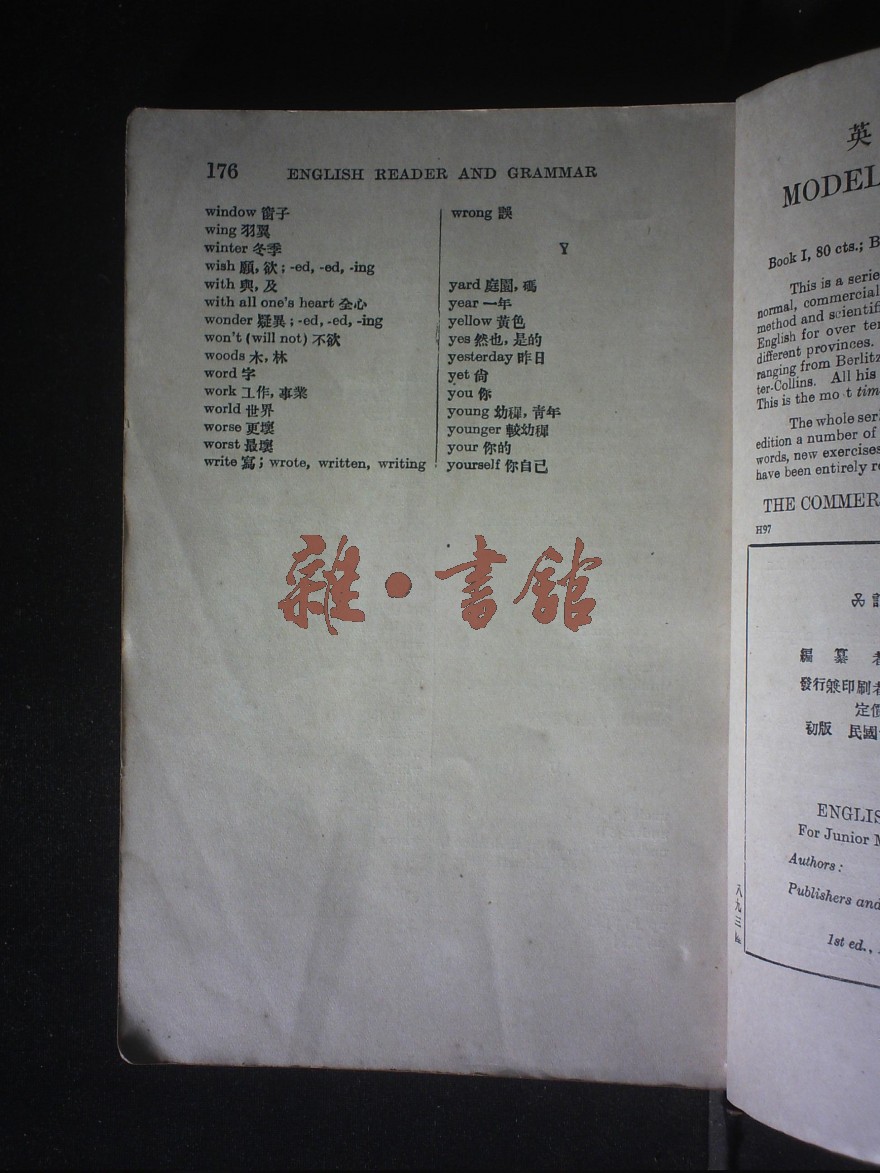 176 ENGLISH READER AND GRAMMAR
window 窗子
wing 羽翼
winter 冬季
wish 願, 欲; -ed, -ed, -ing
with 與, 及
with all one's heart 全心
wonder 疑異; -ed, -ed, -ing
won't (will not) 不欲
woods 木, 林
word 字
work 工作, 事業
world 世界
worse 更壞
worst 最壞
write 寫; wrote, written, writing
wrong 誤
Y
yard 庭園, 碼
year 一年
yellow 黃色
yes 然也, 是的
yesterday 昨日
yet 尙
you 你
young 幼穉, 青年
younger 較幼穉
your 你的
yourself 你自己
雜·書館
英
MODEL
Book I, 80 cts.; B
This is a serie
normal, commercial
method and scientifi
English for over te
different provinces.
ranging from Berlitz
ter-Collins. All his
This is the mo t tim
The whole ser
edition a number of
words, new exercises
have been entirely r
THE COMMER
H97
編纂者
發行兼印刷者
定價
初版 民國
ENGLIS
For Junior M
Authors:
Publishers and
1st ed.,
八九三